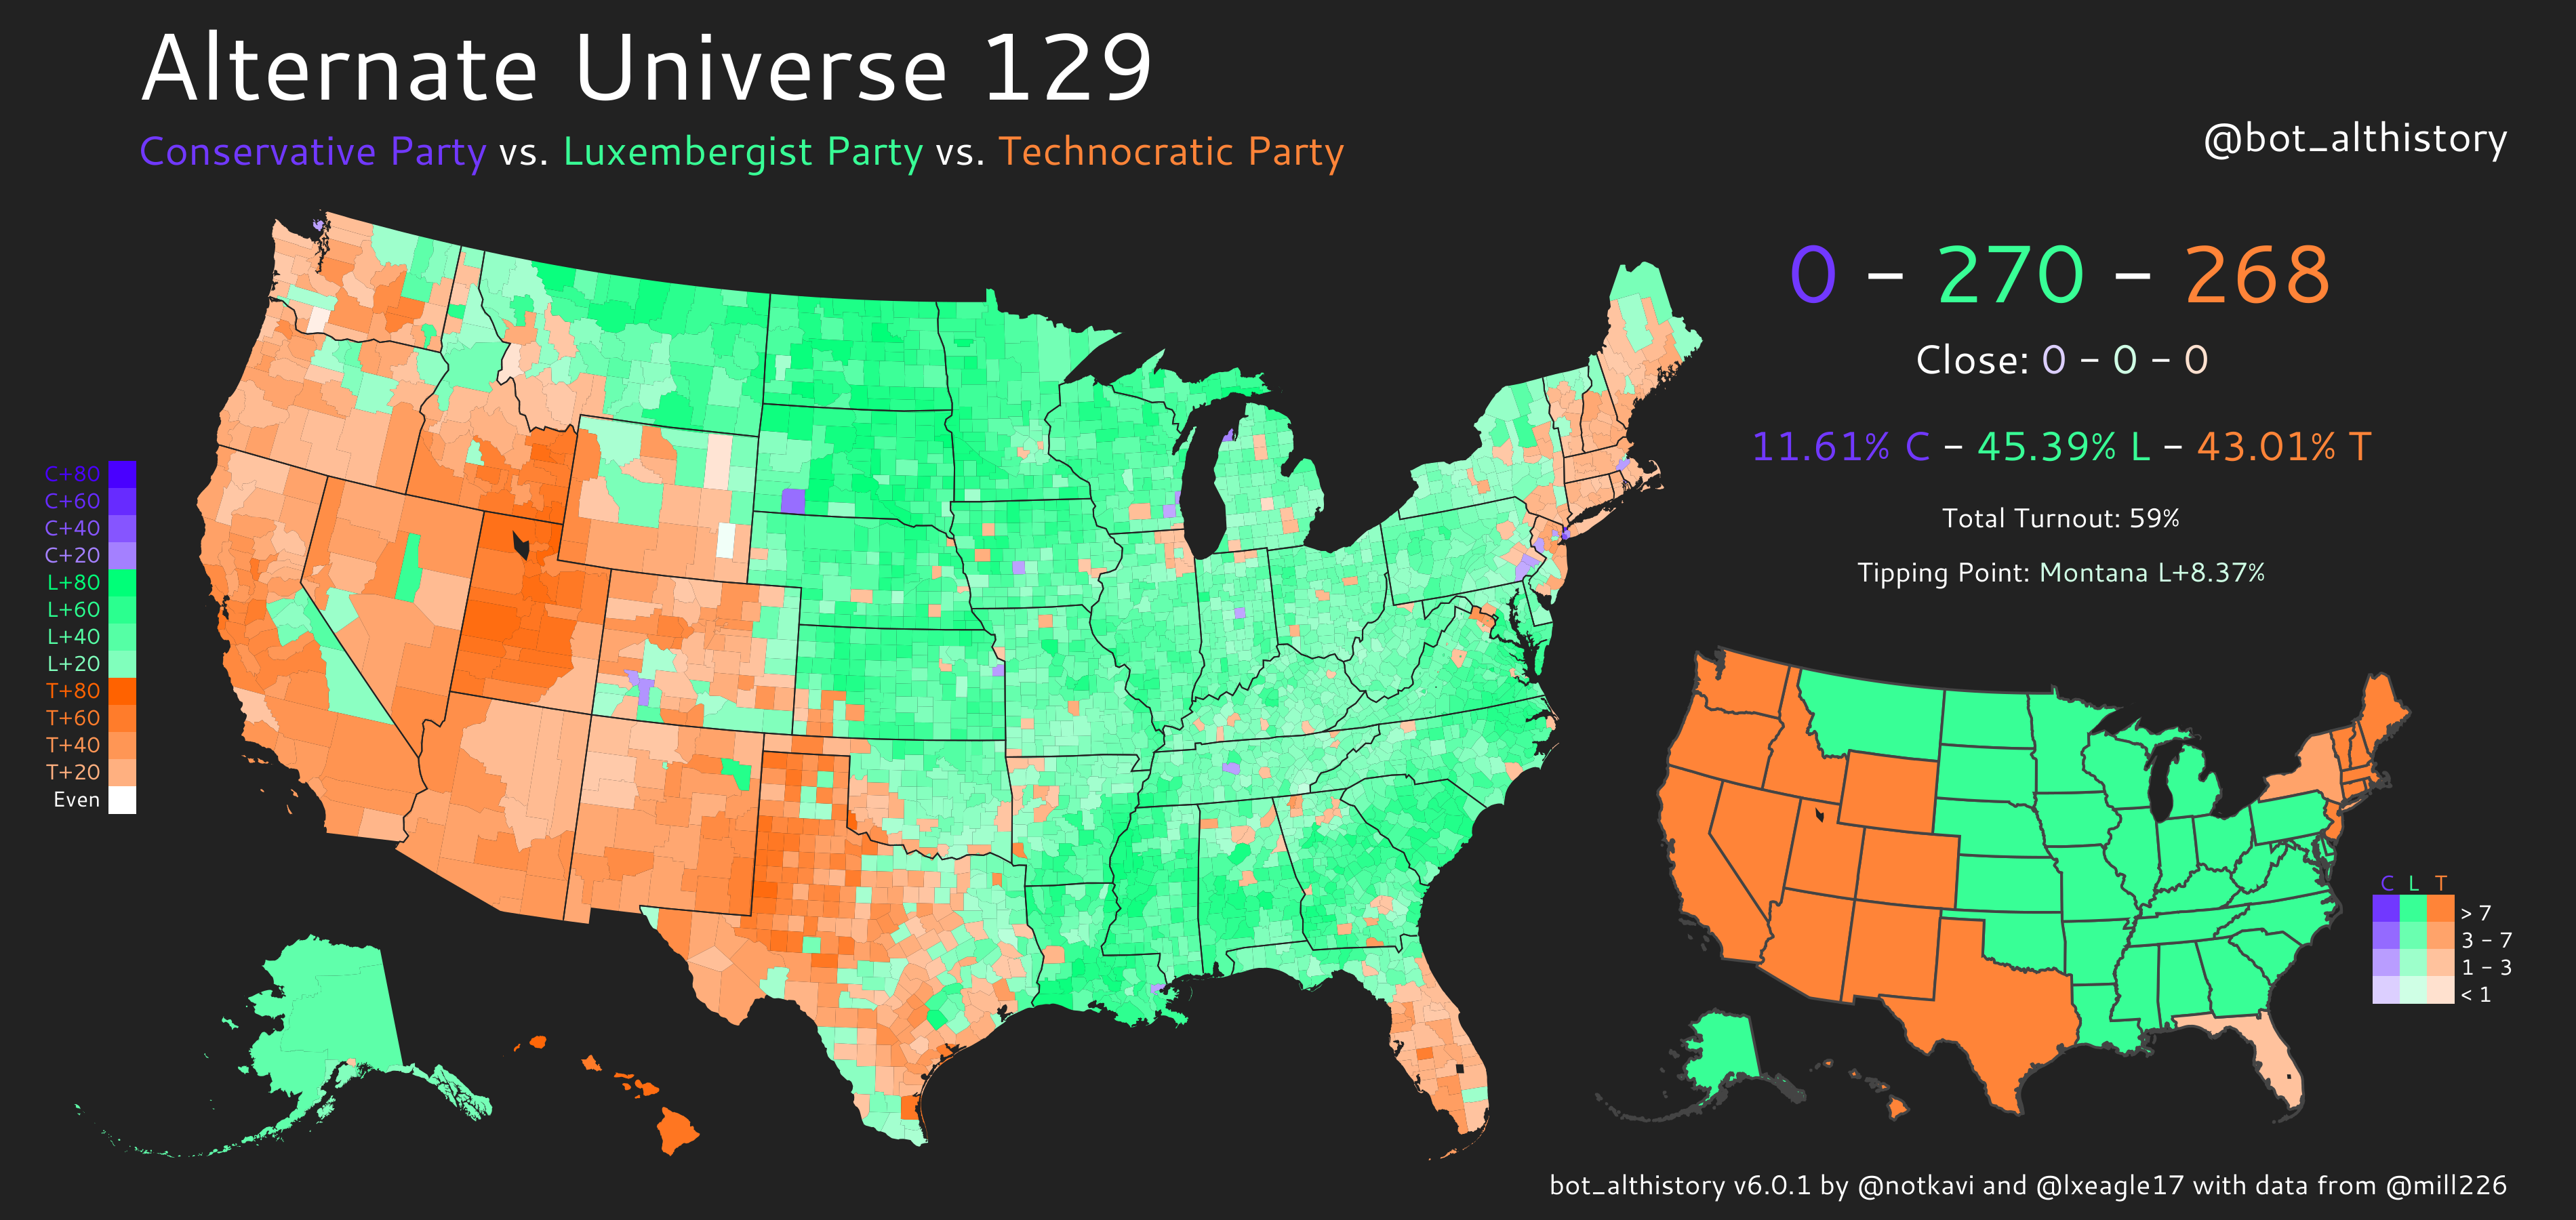 Alternate Universe 129
Conservative Party vs. Luxembergist Party vs. Technocratic Party
@bot_althistory
0 – 270 – 268
Close: 0 – 0 – 0
11.61% C – 45.39% L – 43.01% T
Total Turnout: 59%
Tipping Point: Montana L+8.37%
C+80
C+60
C+40
C+20
L+80
L+60
L+40
L+20
T+80
T+60
T+40
T+20
Even
C L T
> 7
3 – 7
1 – 3
< 1
bot_althistory v6.0.1 by @notkavi and @lxeagle17 with data from @mill226